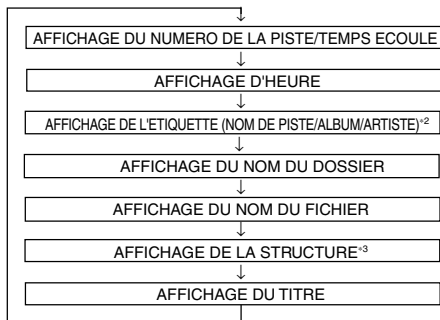 AFFICHAGE DU NUMERO DE LA PISTE/TEMPS ECOULE
AFFICHAGE D'HEURE
AFFICHAGE DE L'ETIQUETTE (NOM DE PISTE/ALBUM/ARTISTE)*2
AFFICHAGE DU NOM DU DOSSIER
AFFICHAGE DU NOM DU FICHIER
AFFICHAGE DE LA STRUCTURE*3
AFFICHAGE DU TITRE